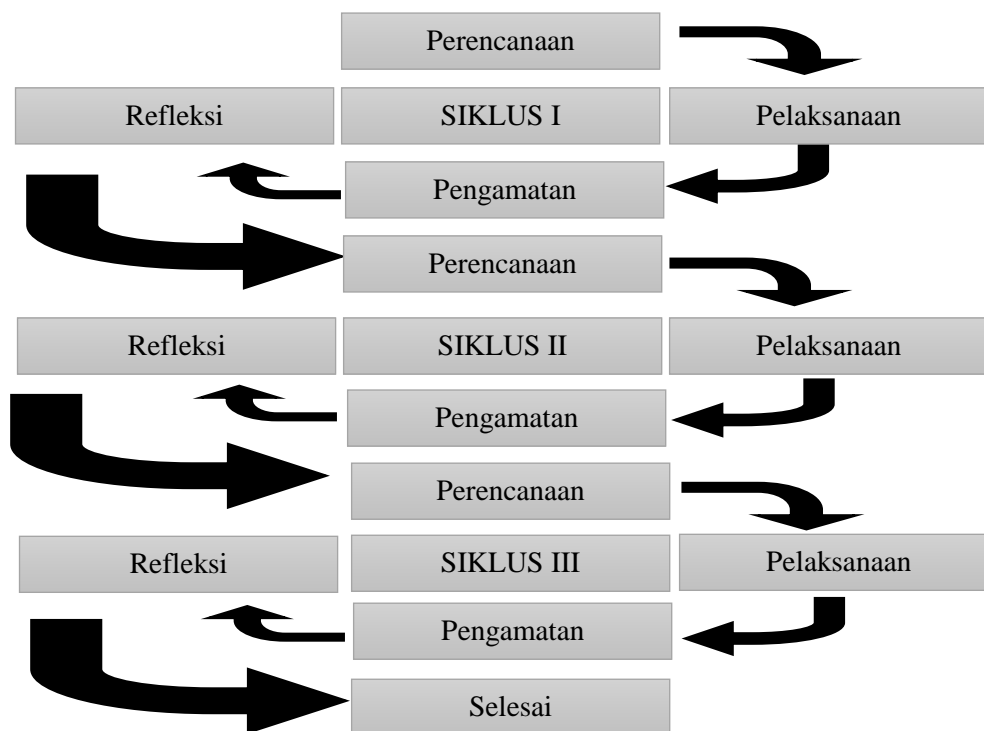 Perencanaan
Refleksi
SIKLUS I
Pelaksanaan
Pengamatan
Perencanaan
Refleksi
SIKLUS II
Pelaksanaan
Pengamatan
Perencanaan
Refleksi
SIKLUS III
Pelaksanaan
Pengamatan
Selesai